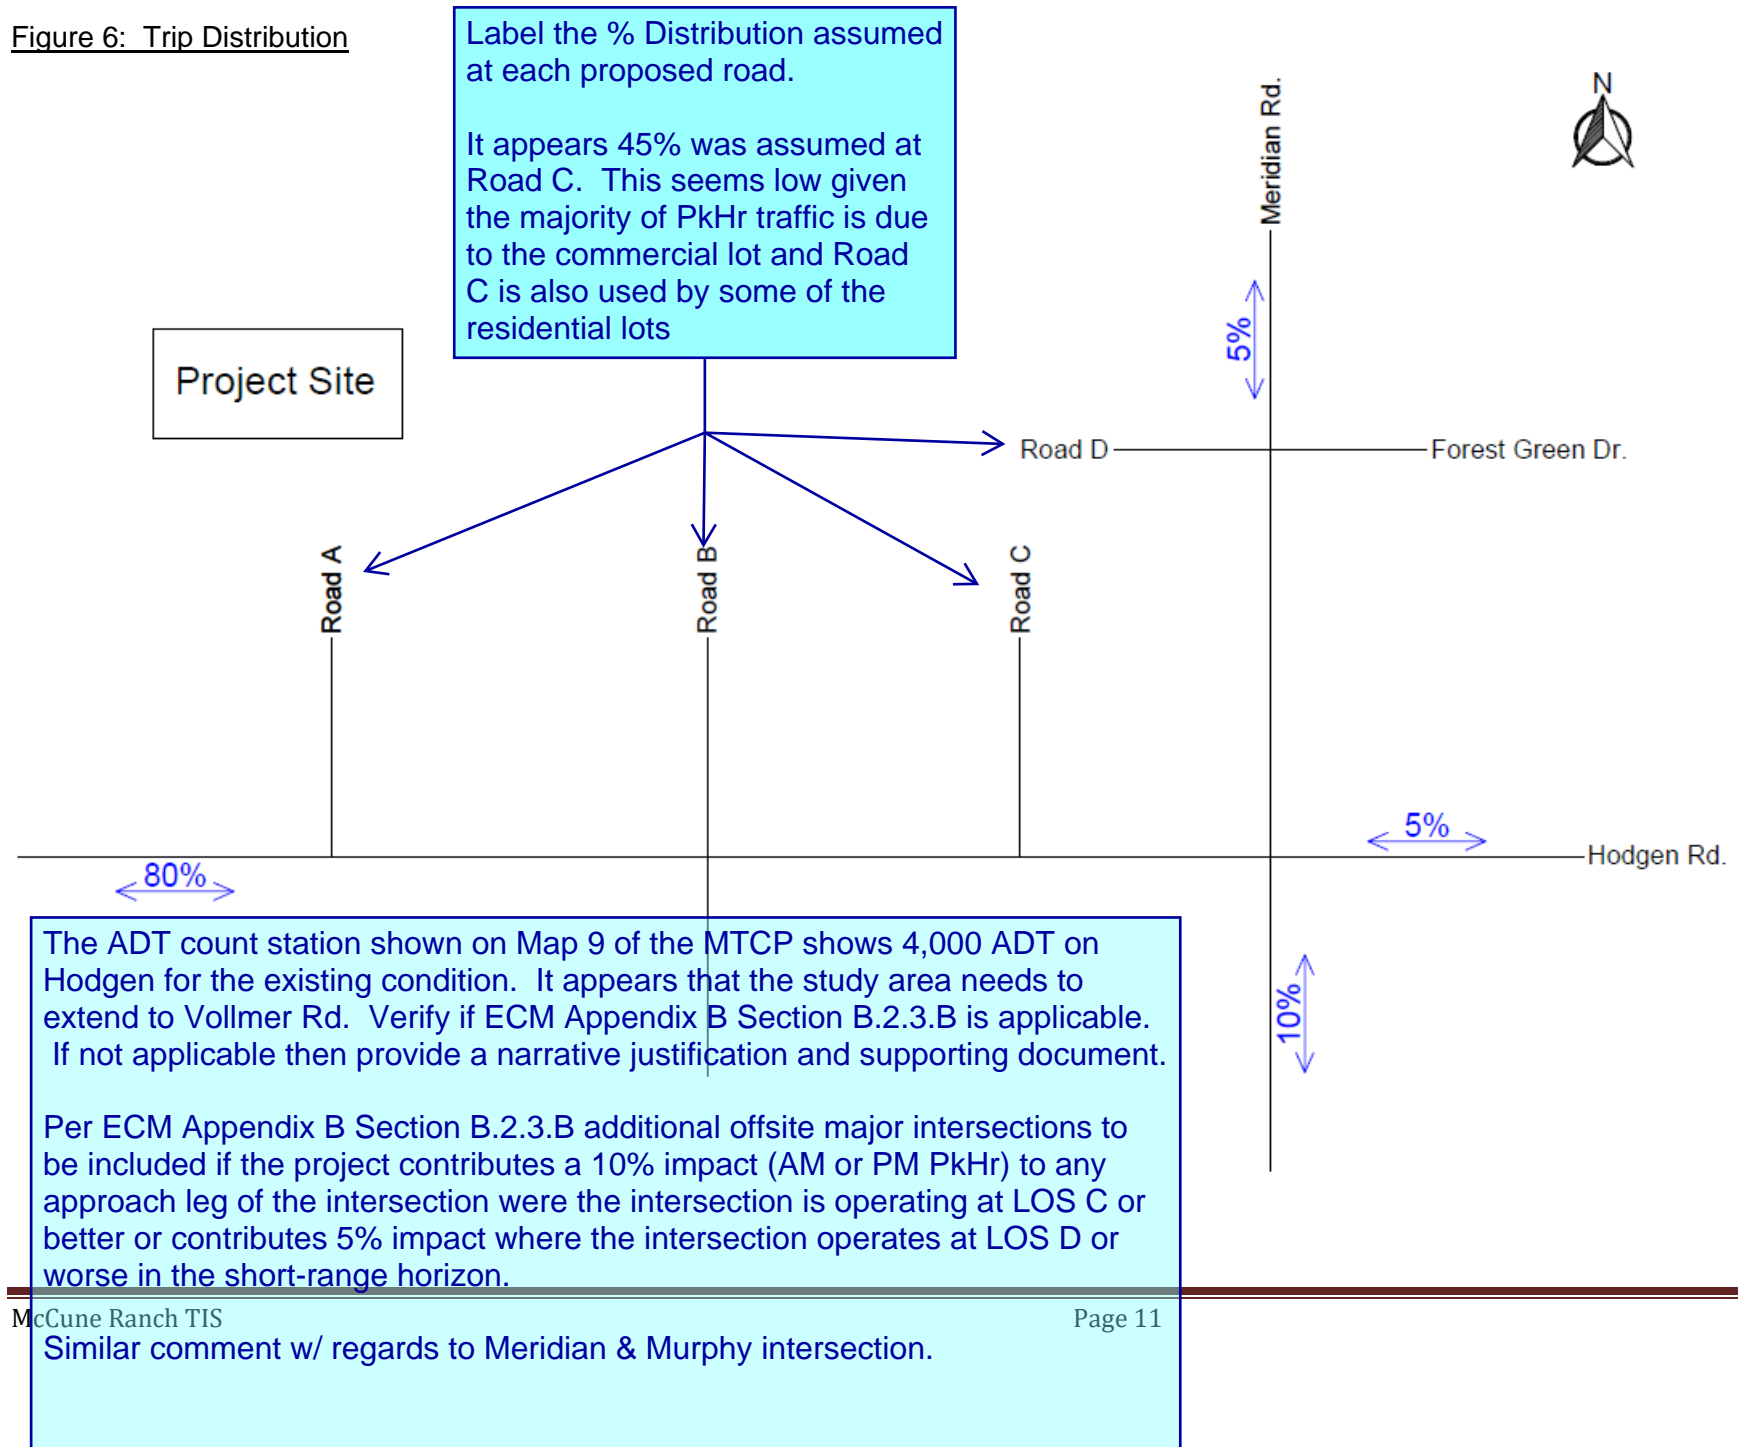 Figure 6:  Trip Distribution
Label the % Distribution assumed
at each proposed road.
It appears 45% was assumed at
Road C.  This seems low given
the majority of PkHr traffic is due
to the commercial lot and Road
C is also used by some of the
residential lots
N
Meridian Rd.
5%
Project Site
Road D
Forest Green Dr.
Road A
Road B
Road C
5%
Hodgen Rd.
80%
10%
The ADT count station shown on Map 9 of the MTCP shows 4,000 ADT on
Hodgen for the existing condition.  It appears that the study area needs to
extend to Vollmer Rd.  Verify if ECM Appendix B Section B.2.3.B is applicable.
If not applicable then provide a narrative justification and supporting document.
Per ECM Appendix B Section B.2.3.B additional offsite major intersections to
be included if the project contributes a 10% impact (AM or PM PkHr) to any
approach leg of the intersection were the intersection is operating at LOS C or
better or contributes 5% impact where the intersection operates at LOS D or
worse in the short-range horizon.
McCune Ranch TIS
Page 11
Similar comment w/ regards to Meridian & Murphy intersection.